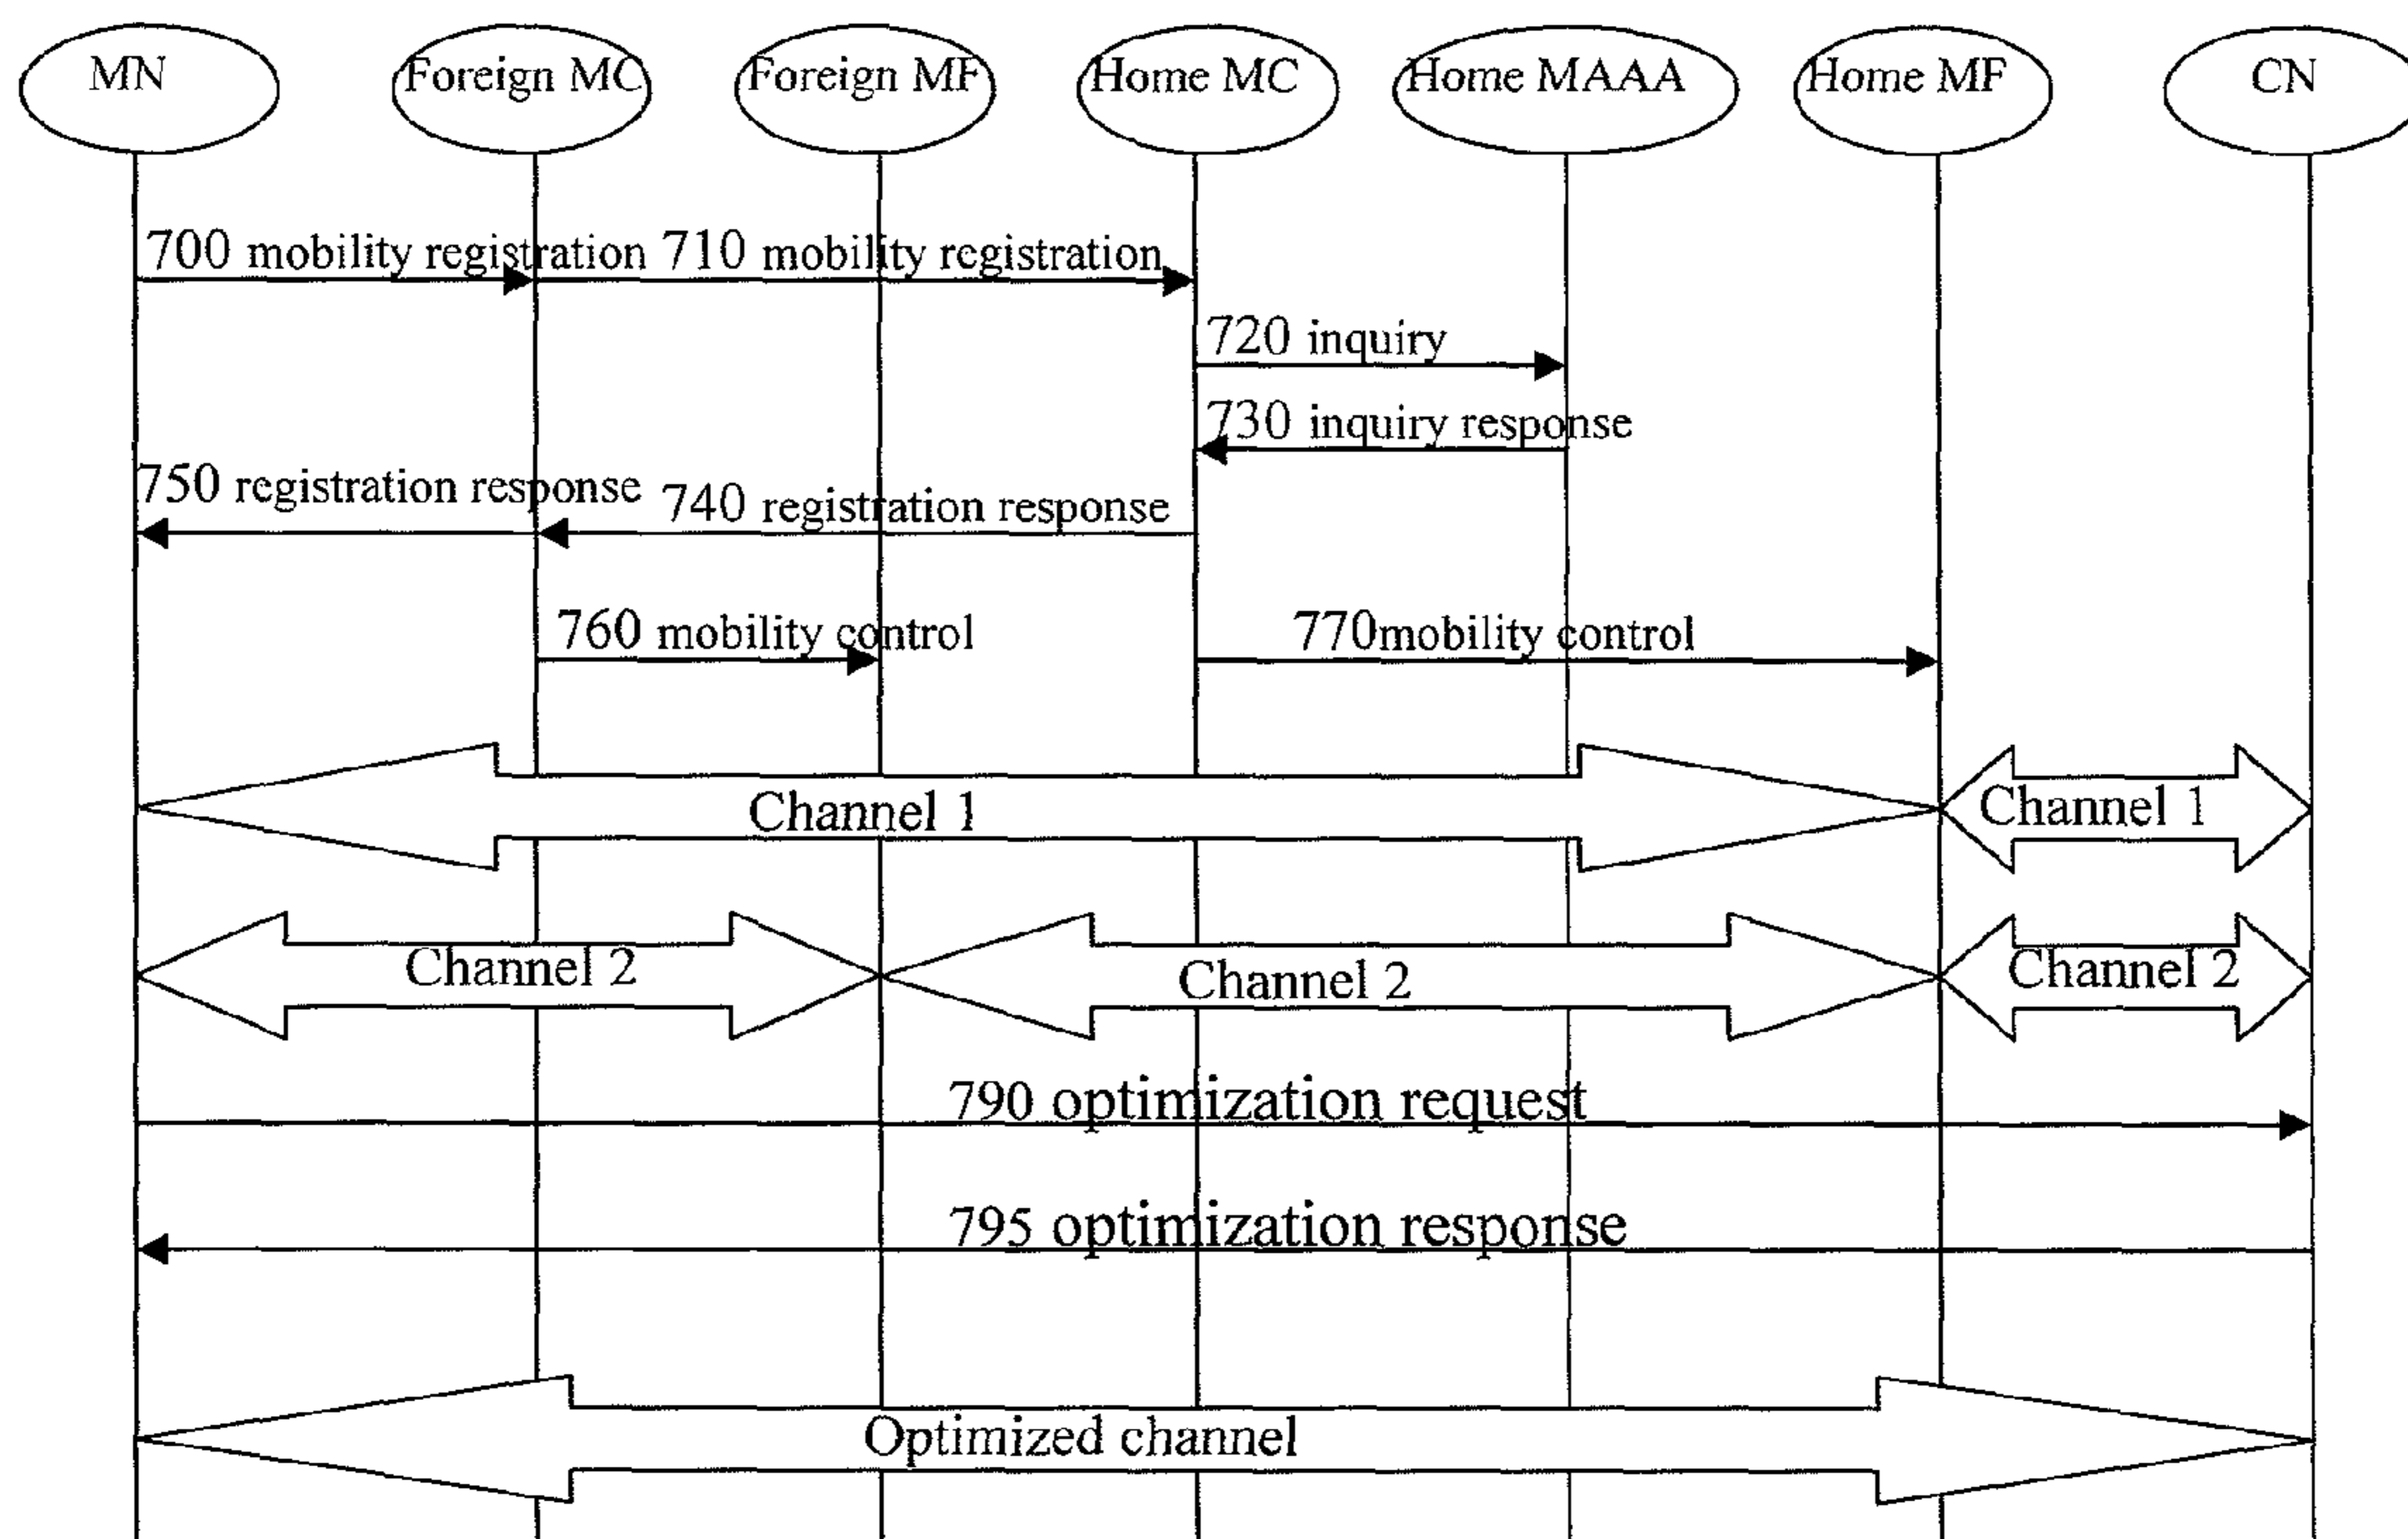 MN
Foreign MC
Foreign MF
Home MC
Home MAAA
Home MF
CN
700 mobility registration
710 mobility registration
720 inquiry
730 inquiry response
750 registration response
740 registration response
760 mobility control
770mobility control
Channel 1
Channel 1
Channel 2
Channel 2
Channel 2
790 optimization request
795 optimization response
Optimized channel